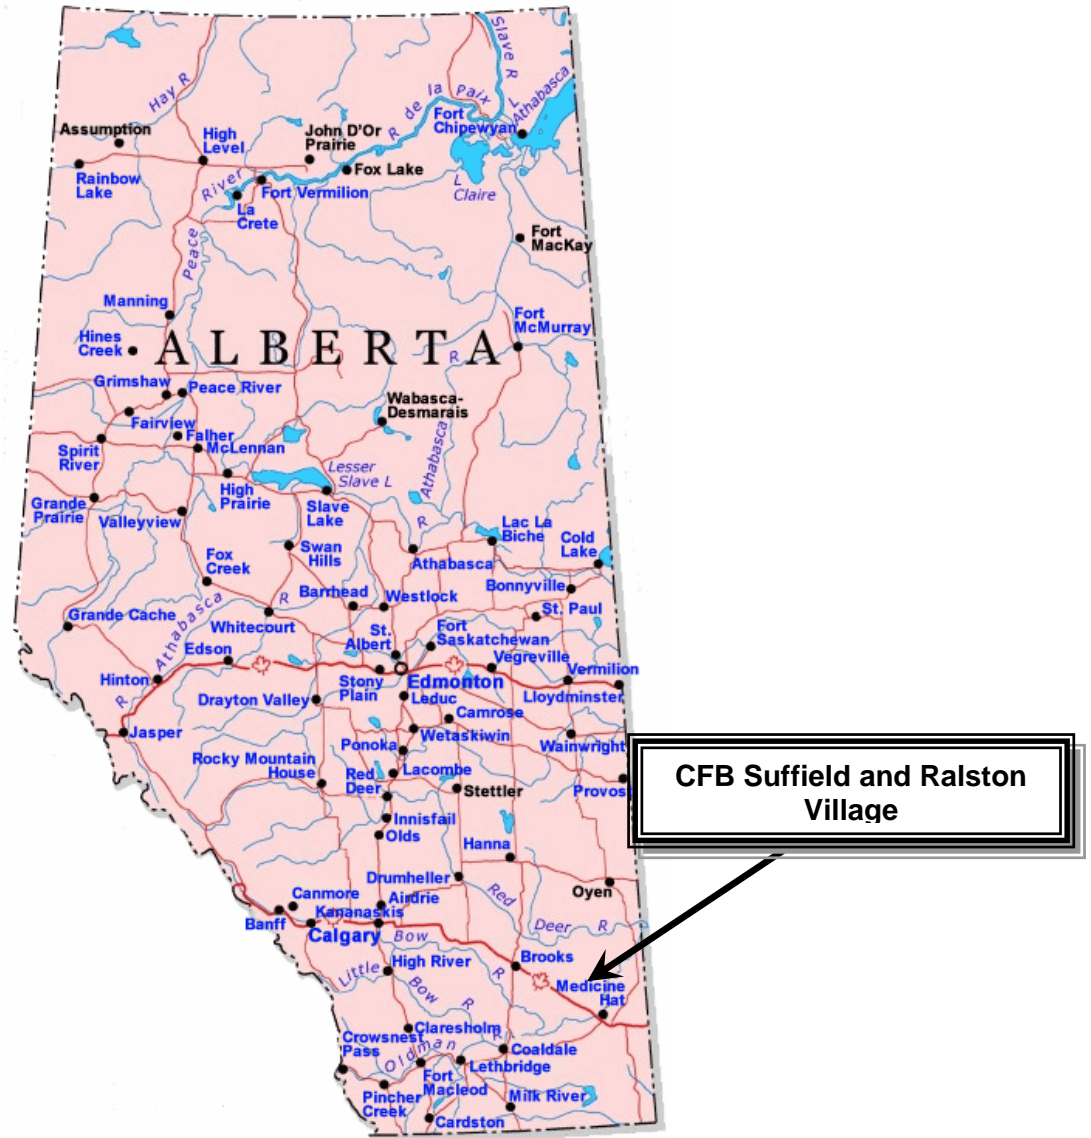 Slave R
Hay R
R de la Paix
L Athabasca
Assumption
High
Level
John D'Or
Prairie
Fort
Chipewyan
Rainbow
Lake
Fox Lake
River
Fort Vermilion
L
Claire
La
Crete
Peace
Fort
MacKay
Manning
Fort
McMurray
Hines
Creek
ALBERTA
R
Grimshaw
Peace River
Wabasca-
Desmarais
Fairview
Falher
McLennan
Spirit
River
Athabasca
Lesser
Slave L
High
Prairie
Grande
Prairie
Valleyview
Slave
Lake
R
Lac La
Biche
Cold
Lake
Swan
Hills
Athabasca
Fox
Creek
Bonnyville
Barrhead
Westlock
R
Athabasca
St. Paul
Grande Cache
Whitecourt
St.
Albert
Fort
Saskatchewan
Edson
Vegreville
Vermilion
Hinton
Stony
Plain
Edmonton
R
Drayton Valley
Leduc
Lloydminster
Camrose
Jasper
Wetaskiwin
Ponoka
Wainwright
Rocky Mountain
House
Red
Deer
Lacombe
Stettler
Provost
CFB Suffield and Ralston
Village
Innisfail
Olds
Hanna
Drumheller
Oyen
Canmore
Airdrie
Red
Deer R
Kananaskis
Banff
Calgary
Bow
R
Brooks
High River
Little
Bow
R
Medicine
Hat
Claresholm
Crowsnest
Pass
Oldman
R
Coaldale
Lethbridge
Fort
Macleod
Pincher
Creek
Milk River
Cardston